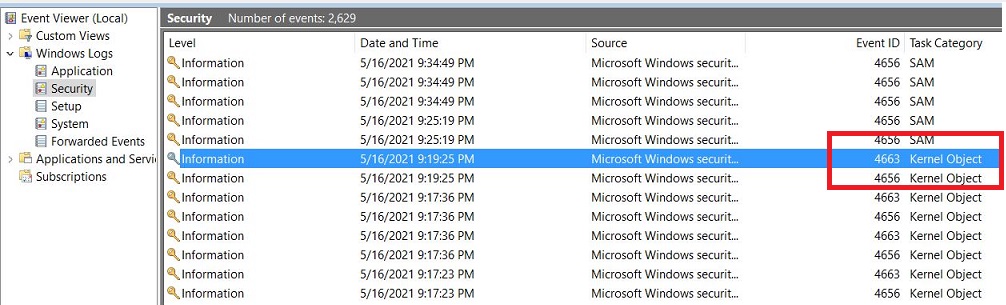 Event Viewer (Local)
Custom Views
Windows Logs
Application
Security
Setup
System
Forwarded Events
Applications and Servic
Subscriptions
Security Number of events: 2,629
Level Date and Time Source Event ID Task Category
Information 5/16/2021 9:34:49 PM Microsoft Windows securit... 4656 SAM
Information 5/16/2021 9:34:49 PM Microsoft Windows securit... 4656 SAM
Information 5/16/2021 9:34:49 PM Microsoft Windows securit... 4656 SAM
Information 5/16/2021 9:25:19 PM Microsoft Windows securit... 4656 SAM
Information 5/16/2021 9:25:19 PM Microsoft Windows securit... 4656 SAM
Information 5/16/2021 9:19:25 PM Microsoft Windows securit... 4663 Kernel Object
Information 5/16/2021 9:19:25 PM Microsoft Windows securit... 4656 Kernel Object
Information 5/16/2021 9:17:36 PM Microsoft Windows securit... 4663 Kernel Object
Information 5/16/2021 9:17:36 PM Microsoft Windows securit... 4656 Kernel Object
Information 5/16/2021 9:17:36 PM Microsoft Windows securit... 4663 Kernel Object
Information 5/16/2021 9:17:36 PM Microsoft Windows securit... 4656 Kernel Object
Information 5/16/2021 9:17:23 PM Microsoft Windows securit... 4663 Kernel Object
Information 5/16/2021 9:17:23 PM Microsoft Windows securit... 4656 Kernel Object